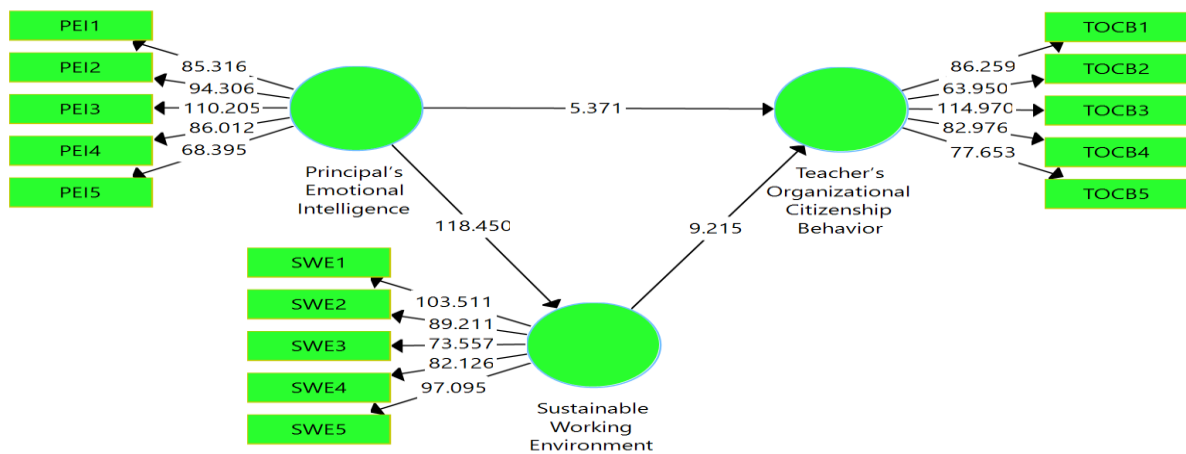 PEI1
PEI2
PEI3
PEI4
PEI5
85.316
94.306
110.205
86.012
68.395
Principal's
Emotional
Intelligence
5.371
118.450
9.215
Teacher's
Organizational
Citizenship
Behavior
86.259
63.950
114.970
82.976
77.653
TOCB1
TOCB2
TOCB3
TOCB4
TOCB5
SWE1
SWE2
SWE3
SWE4
SWE5
103.511
89.211
73.557
82.126
97.095
Sustainable
Working
Environment